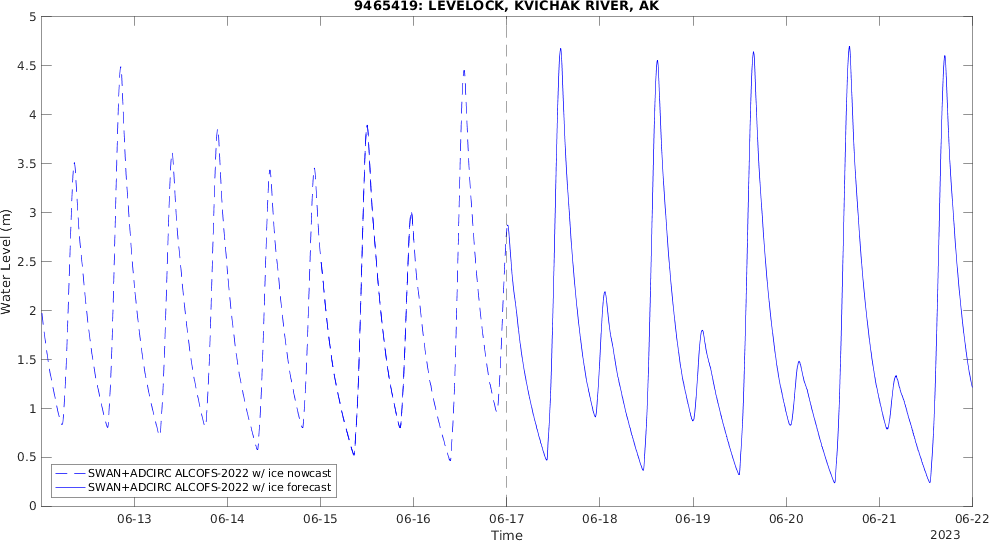 9465419: LEVELOCK, KVICHAK RIVER, AK
Water Level (m)
5
4.5
4
3.5
3
2.5
2
1.5
1
0.5
0
SWAN+ADCIRC ALCOFS-2022 w/ ice nowcast
SWAN+ADCIRC ALCOFS-2022 w/ ice forecast
06-13 06-14 06-15 06-16 06-17 06-18 06-19 06-20 06-21 06-22
Time
2023